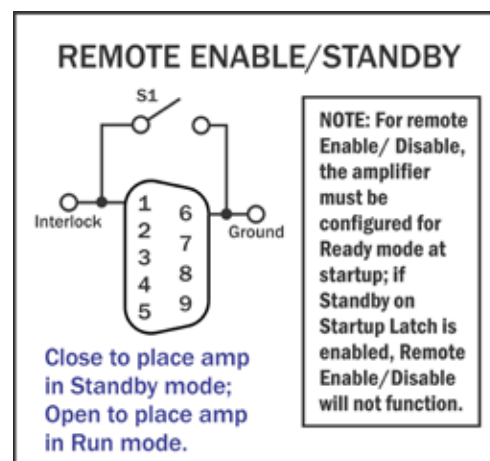 REMOTE ENABLE/STANDBY
S1
Interlock
1
2
3
4
5
6
7
8
9
Ground
Close to place amp
in Standby mode;
Open to place amp
in Run mode.
NOTE: For remote
Enable/ Disable,
the amplifier
must be
configured for
Ready mode at
startup; if
Standby on
Startup Latch is
enabled, Remote
Enable/Disable
will not function.